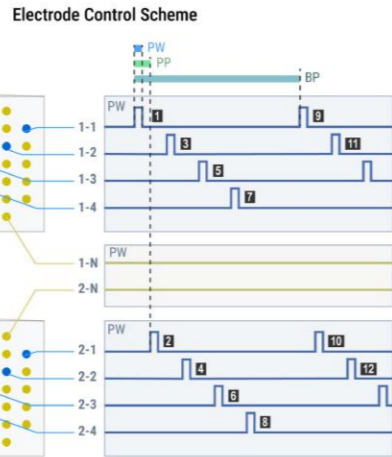 Electrode Control Scheme
PW
PP
BP
PW
1 9
1-1
3 11
1-2
5
1-3
7
1-4
PW
1-N
2-N
PW
2 10
2-1
4 12
2-2
6
2-3
8
2-4